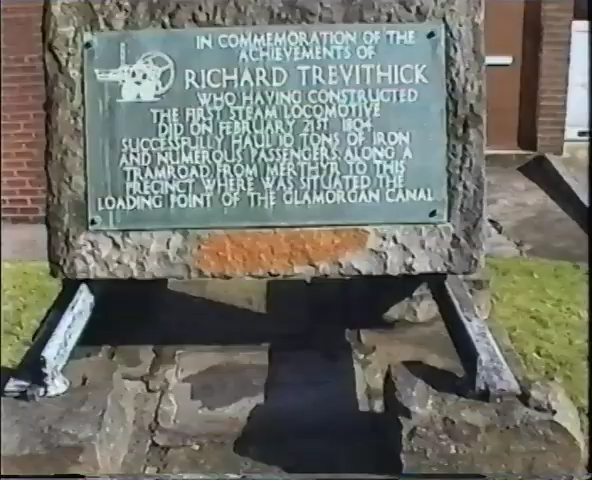 IN COMMEMORATION OF THE
ACHIEVEMENTS OF
RICHARD TREVITHICK
WHO HAVING CONSTRUCTED
THE FIRST STEAM LOCOMOTIVE
DID ON FEBRUARY 21ST 1804
SUCCESSFULLY HAUL 10 TONS OF IRON
AND NUMEROUS PASSENGERS ALONG A
TRAMROAD FROM MERTHYR TO THIS
PRECINCT WHERE WAS SITUATED THE
LOADING POINT OF THE GLAMORGAN CANAL